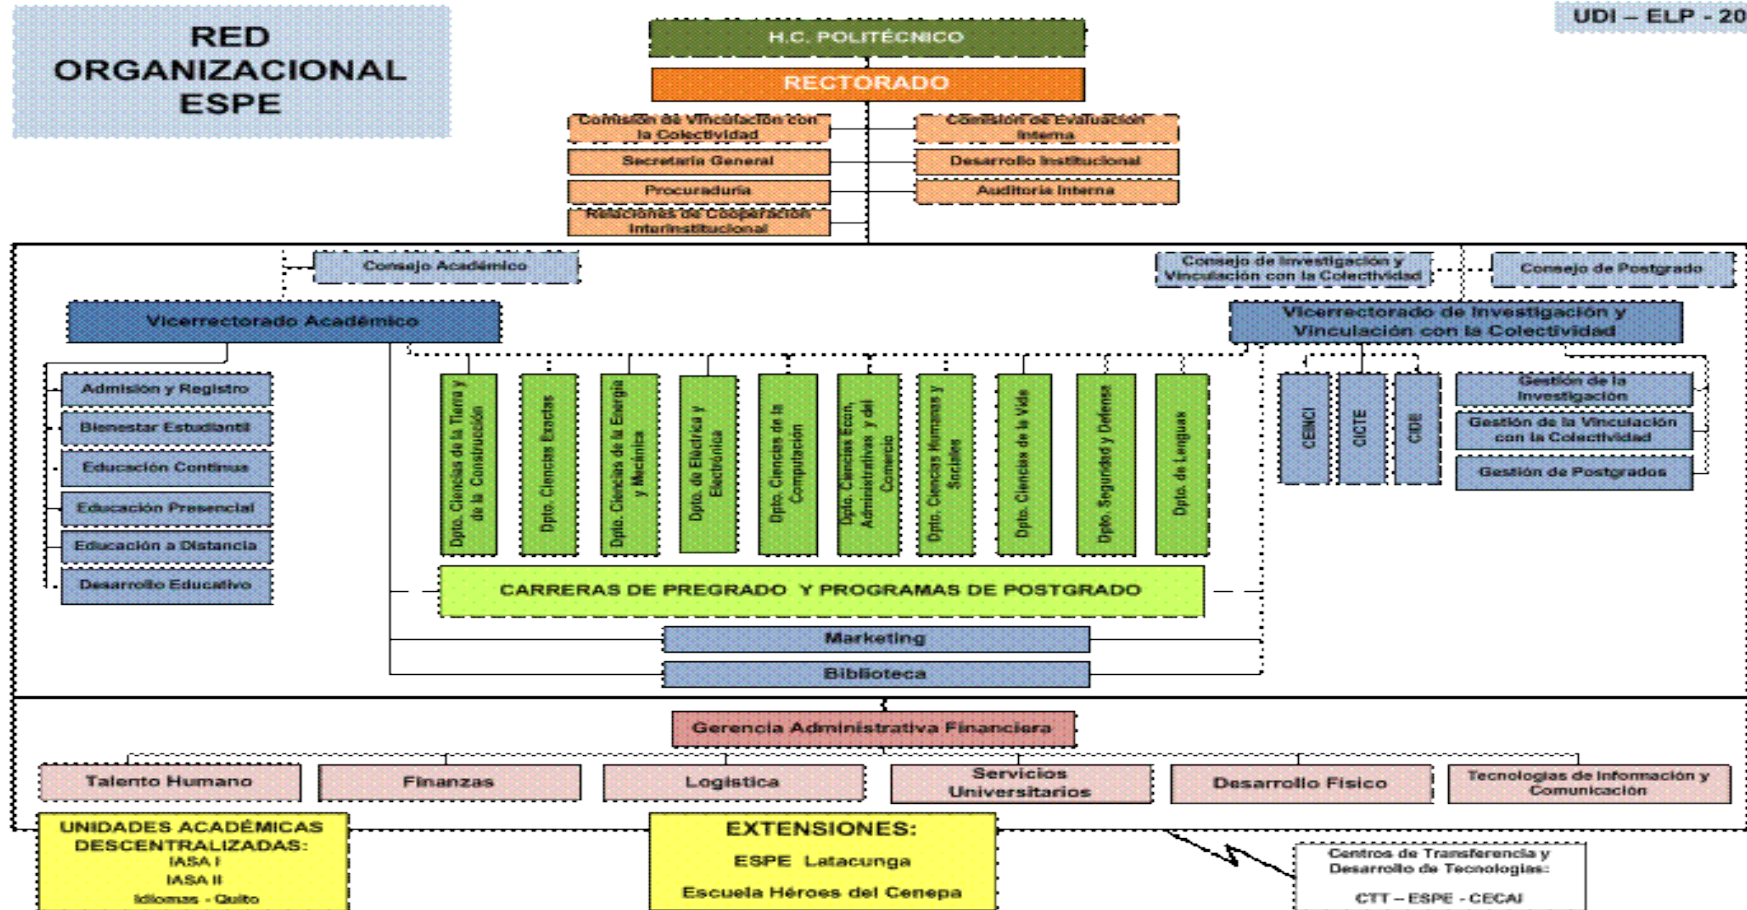 RED
ORGANIZACIONAL
ESPE
UDI – ELP - 20
H.C. POLITÉCNICO
RECTORADO
Comisión de Vinculación con
la Colectividad
Comisión de Evaluación
Interna
Secretaría General
Desarrollo Institucional
Procuraduría
Auditoría Interna
Relaciones de Cooperación
Interinstitucional
Consejo Académico
Consejo de Investigación y
Vinculación con la Colectividad
Consejo de Postgrado
Vicerrectorado Académico
Vicerrectorado de Investigación y
Vinculación con la Colectividad
Admisión y Registro
Bienestar Estudiantil
Educación Continua
Educación Presencial
Educación a Distancia
Desarrollo Educativo
Dpto. Ciencias de la Tierra y
de la Construcción
Dpto. Ciencias Exactas
Dpto. Ciencias de la Energía
y Mecánica
Dpto. de Eléctrica y
Electrónica
Dpto. Ciencias de la
Computación
Dpto. Ciencias Econ,
Administrativas y del
Comercio
Dpto. Ciencias Humanas y
Sociales
Dpto. Ciencias de la Vida
Dpto. Seguridad y Defensa
Dpto. de Lenguas
CEINCI
CICTE
CIDE
Gestión de la
Investigación
Gestión de la Vinculación
con la Colectividad
Gestión de Postgrados
CARRERAS DE PREGRADO Y PROGRAMAS DE POSTGRADO
Marketing
Biblioteca
Gerencia Administrativa Financiera
Talento Humano
Finanzas
Logística
Servicios
Universitarios
Desarrollo Físico
Tecnologías de Información y
Comunicación
UNIDADES ACADÉMICAS
DESCENTRALIZADAS:
IASA I
IASA II
Idiomas - Quito
EXTENSIONES:
ESPE Latacunga
Escuela Héroes del Cenepa
Centros de Transferencia y
Desarrollo de Tecnologías:
CTT – ESPE - CECAI